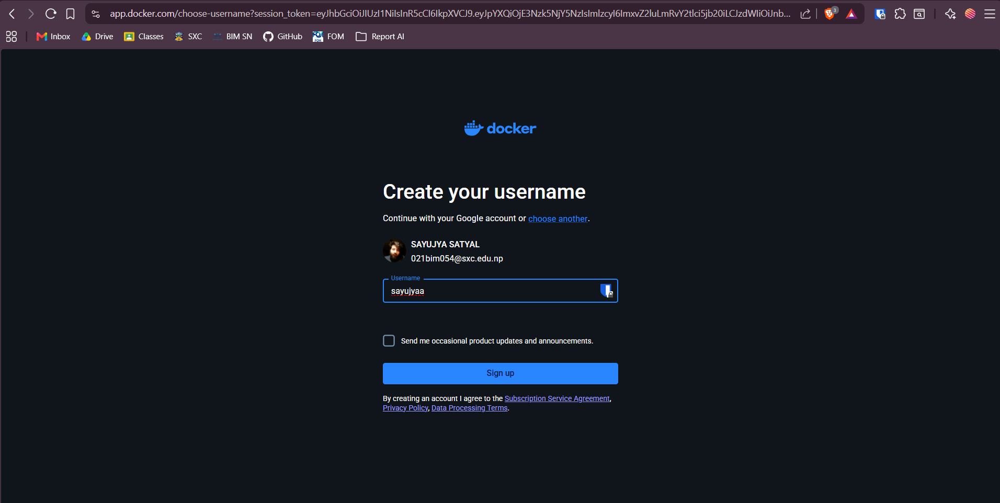 app.docker.com/choose-username?session_token=eyJhbGciOiJIUzI1NiIsInR5cCI6IkpXVCJ9.eyJpYXQiOjE3Nzk5NjY5NzIsImlzcyI6ImxvZ2luLmRvY2tlci5jb20iLCJzdWIiOiJnb...
3
Inbox Drive Classes SXC BIM SN GitHub FOM Report AI
docker
Create your username
Continue with your Google account or choose another.
SAYUJYA SATYAL
021bim054@sxc.edu.np
Username
sayujyaa
Send me occasional product updates and announcements.
Sign up
By creating an account I agree to the Subscription Service Agreement,
Privacy Policy, Data Processing Terms.